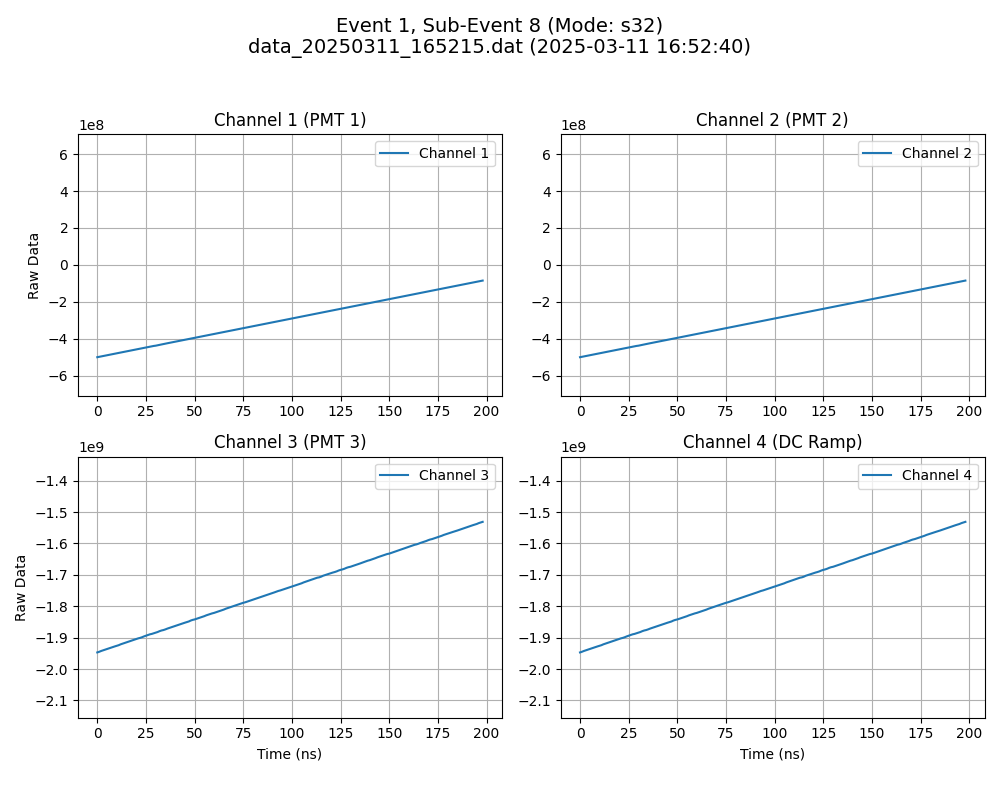 Event 1, Sub-Event 8 (Mode: s32)
data_20250311_165215.dat (2025-03-11 16:52:40)
Channel 1 (PMT 1)
1e8
Channel 1
6
4
2
0
−2
−4
−6
Raw Data
0 25 50 75 100 125 150 175 200
Channel 2 (PMT 2)
1e8
Channel 2
6
4
2
0
−2
−4
−6
0 25 50 75 100 125 150 175 200
Channel 3 (PMT 3)
1e9
Channel 3
−1.4
−1.5
−1.6
−1.7
−1.8
−1.9
−2.0
−2.1
Raw Data
0 25 50 75 100 125 150 175 200
Time (ns)
Channel 4 (DC Ramp)
1e9
Channel 4
−1.4
−1.5
−1.6
−1.7
−1.8
−1.9
−2.0
−2.1
0 25 50 75 100 125 150 175 200
Time (ns)